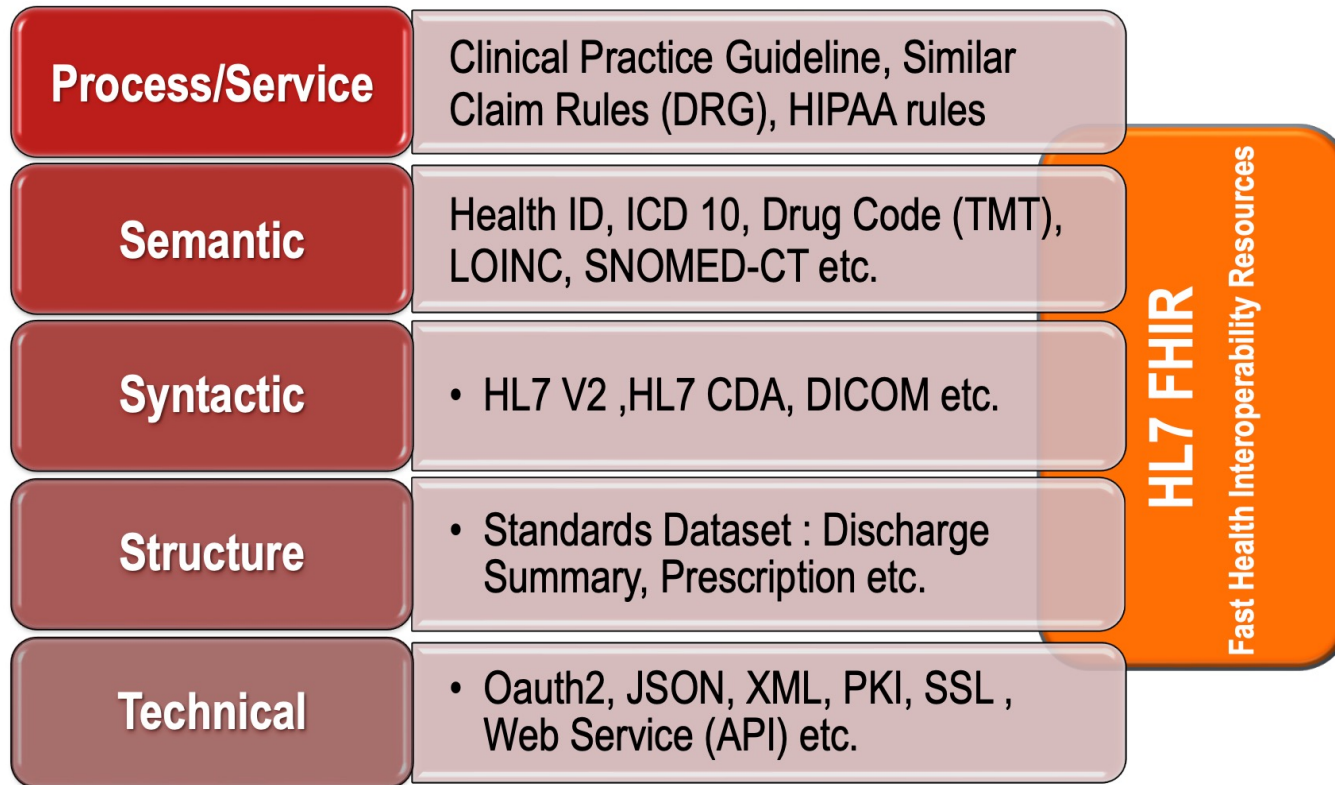 Process/Service
Clinical Practice Guideline, Similar
Claim Rules (DRG), HIPAA rules
Semantic
Health ID, ICD 10, Drug Code (TMT),
LOINC, SNOMED-CT etc.
Syntactic
• HL7 V2 ,HL7 CDA, DICOM etc.
Structure
• Standards Dataset : Discharge
Summary, Prescription etc.
Technical
• Oauth2, JSON, XML, PKI, SSL ,
Web Service (API) etc.
HL7 FHIR
Fast Health Interoperability Resources